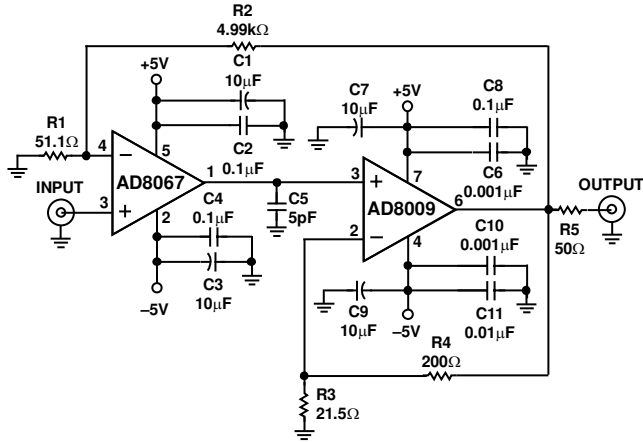 R2
4.99kΩ
C1
10μF
+5V
C7
10μF
+5V
C8
0.1μF
R1
51.1Ω
4
–
5
C2
0.1μF
C6
0.001μF
INPUT
3
+
AD8067
1
2
C4
0.1μF
C5
5pF
3
+
7
AD8009
6
2
–
4
OUTPUT
R5
50Ω
C10
0.001μF
C3
10μF
–5V
C9
10μF
–5V
C11
0.01μF
R4
200Ω
R3
21.5Ω